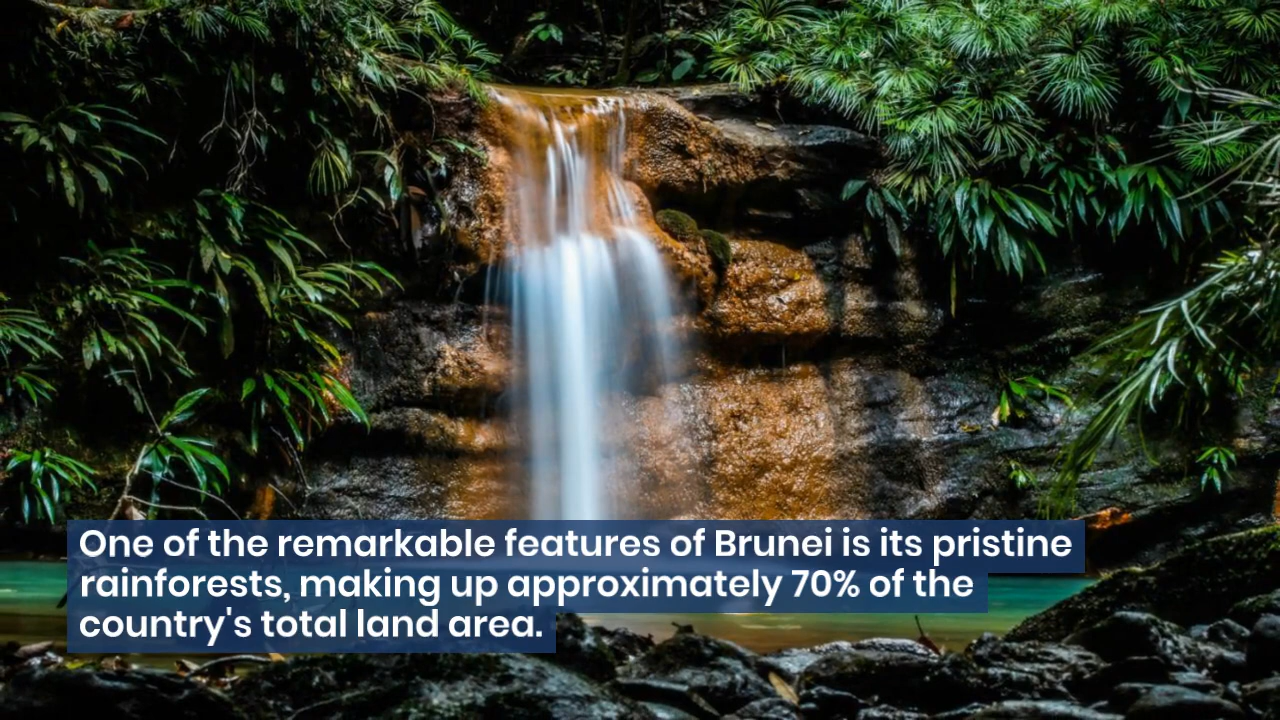 One of the remarkable features of Brunei is its pristine
rainforests, making up approximately 70% of the
country's total land area.